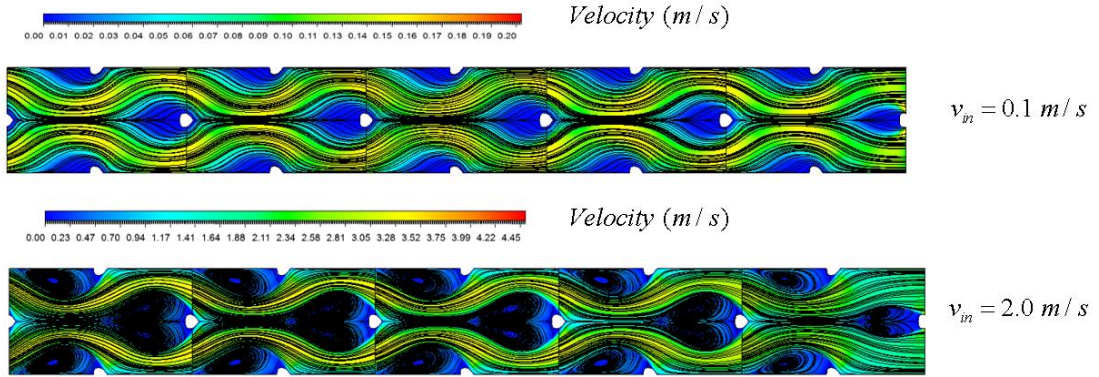 Velocity (m/s)
0.00 0.01 0.02 0.03 0.04 0.05 0.06 0.07 0.08 0.09 0.10 0.11 0.12 0.13 0.14 0.15 0.16 0.17 0.18 0.19 0.20
v_in = 0.1 m/s
Velocity (m/s)
0.00 0.23 0.47 0.70 0.94 1.17 1.41 1.64 1.88 2.11 2.34 2.58 2.81 3.05 3.28 3.52 3.75 3.99 4.22 4.45
v_in = 2.0 m/s